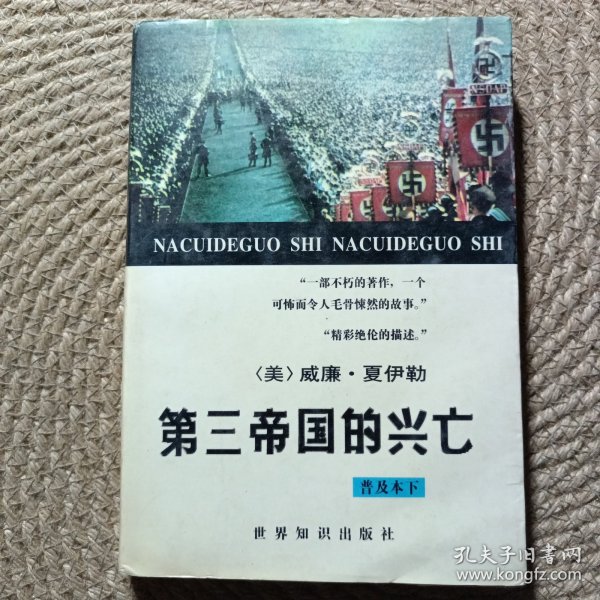 NSDAP
NACUIDEGUO SHI NACUIDEGUO SHI
“一部不朽的著作，一个
可怖而令人毛骨悚然的故事。”
“精彩绝伦的描述。”
〈美〉威廉·夏伊勒
第三帝国的兴亡
普及本下
世界知识出版社
孔夫子旧书网
www.kongfz.com